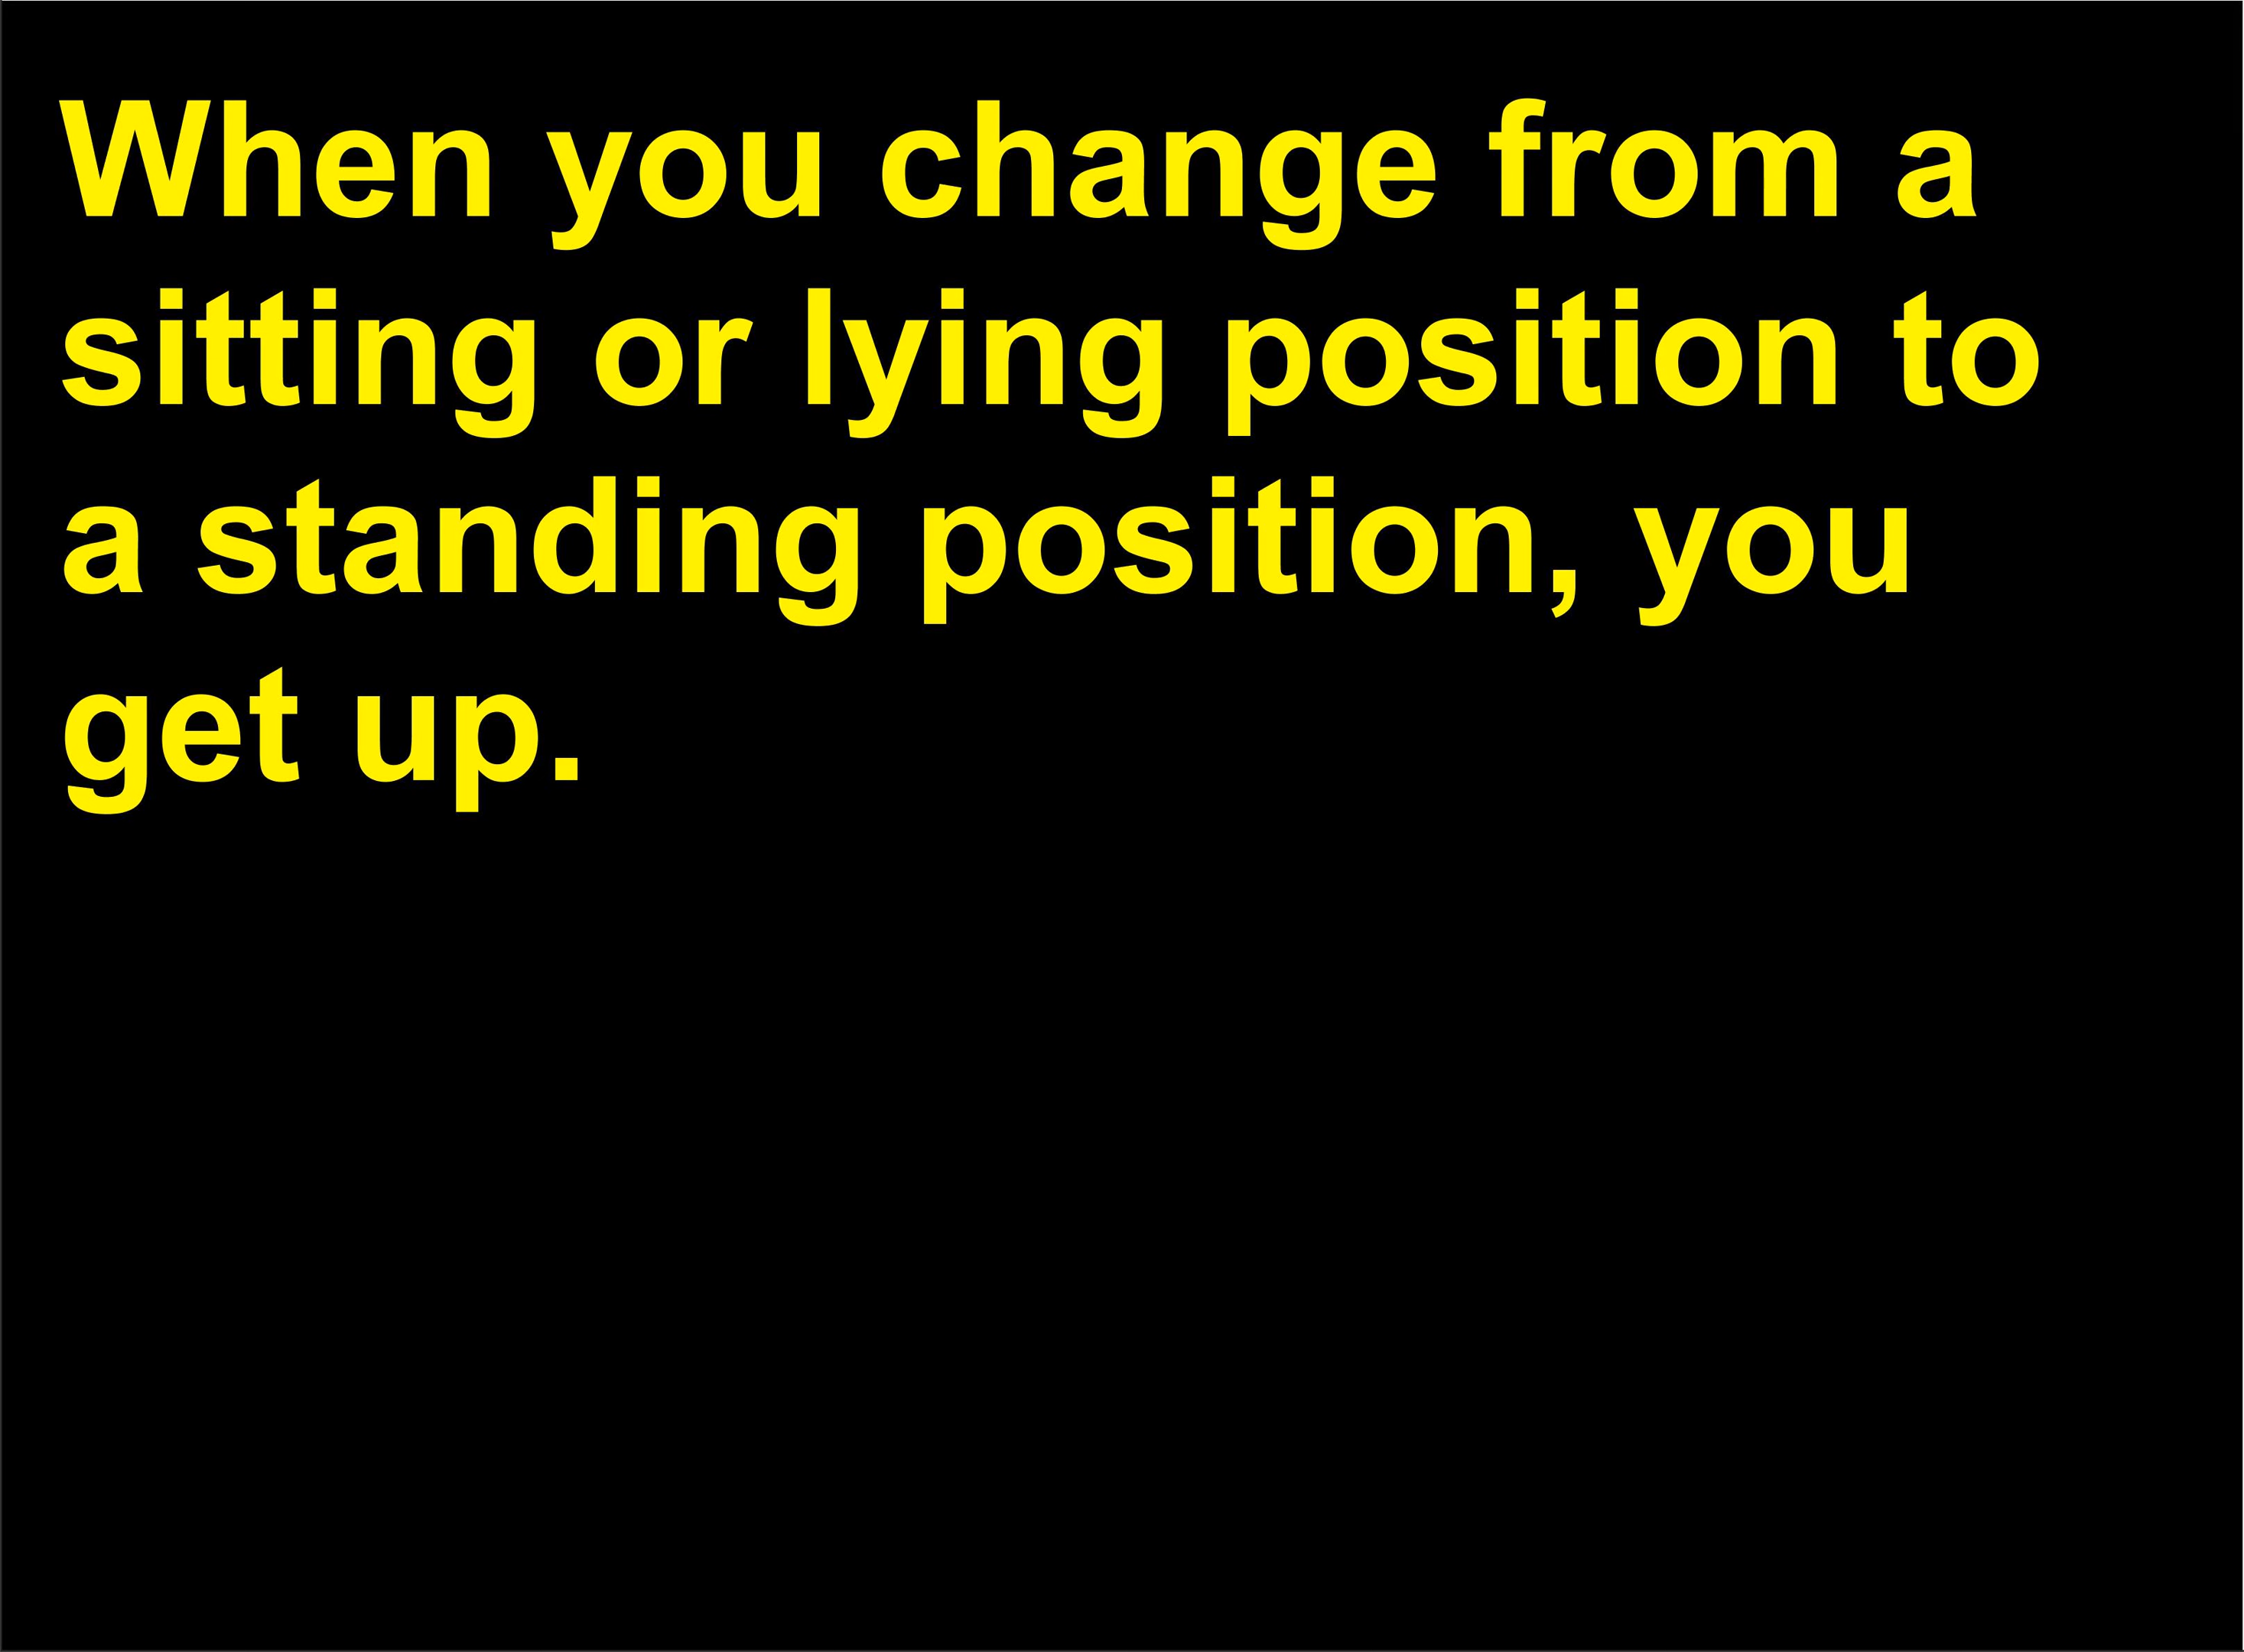 When you change from a
sitting or lying position to
a standing position, you
get up.